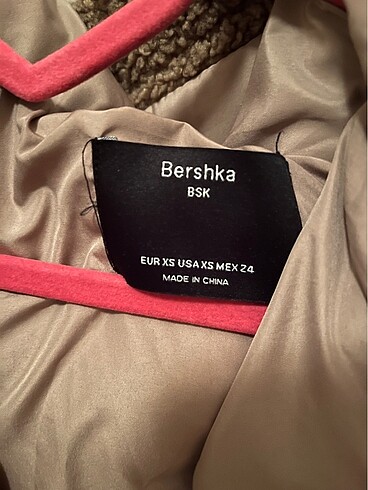 Bershka
BSK
EUR XS USA XS MEX 24
MADE IN CHINA